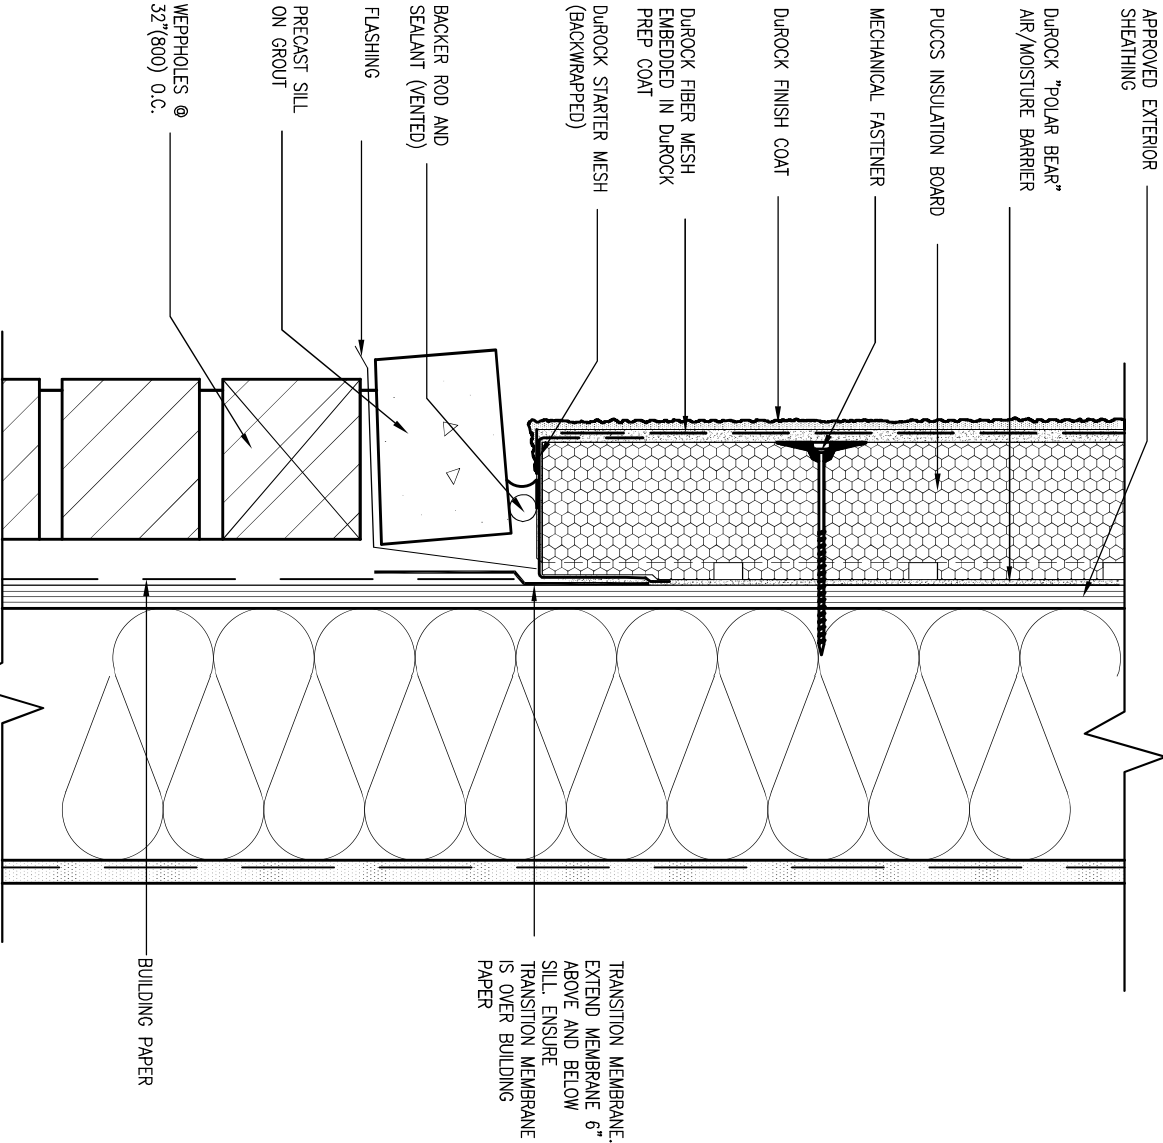 APPROVED EXTERIOR
SHEATHING
DuROCK "POLAR BEAR"
AIR/MOISTURE BARRIER
PUCCS INSULATION BOARD
MECHANICAL FASTENER
DuROCK FINISH COAT
DuROCK FIBER MESH
EMBEDDED IN DuROCK
PREP COAT
DuROCK STARTER MESH
(BACKWRAPPED)
BACKER ROD AND
SEALANT (VENTED)
FLASHING
PRECAST SILL
ON GROUT
WEPPHOLES @
32"(800) O.C.
TRANSITION MEMBRANE.
EXTEND MEMBRANE 6"
ABOVE AND BELOW
SILL. ENSURE
TRANSITION MEMBRANE
IS OVER BUILDING
PAPER
BUILDING PAPER